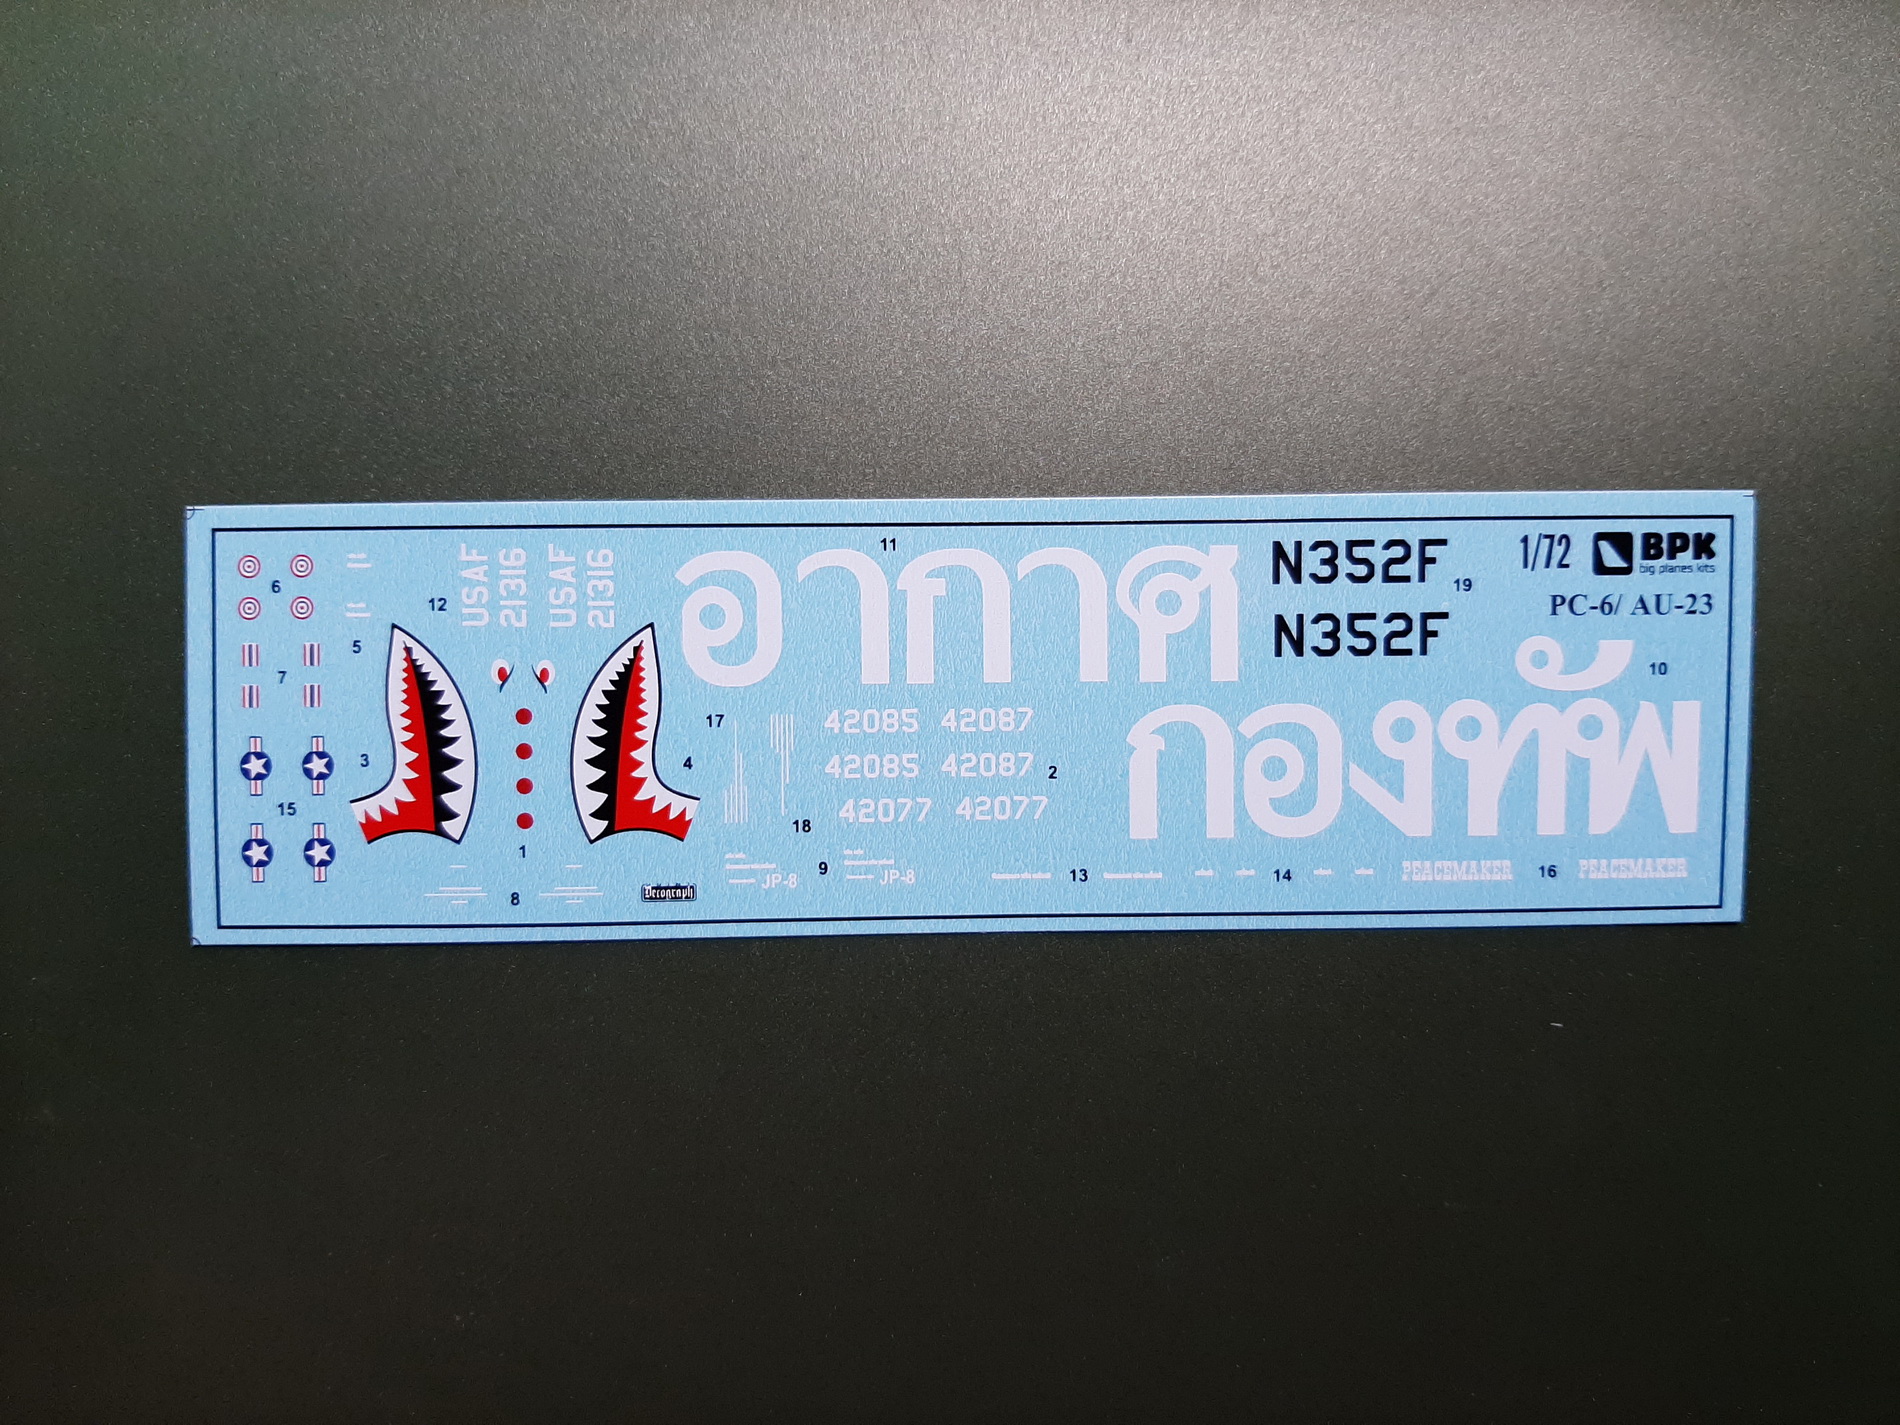 11
อากาศ
N352F
19
N352F
1/72
BPK
big planes kits
PC-6/ AU-23
10
กองทัพ
6
12
USAF
21316
USAF
21316
5
7
3
4
15
1
8
Decograph
17
18
42085 42087
42085 42087
42077 42077
2
JP-8
9
JP-8
13
14
PEACEMAKER
16
PEACEMAKER